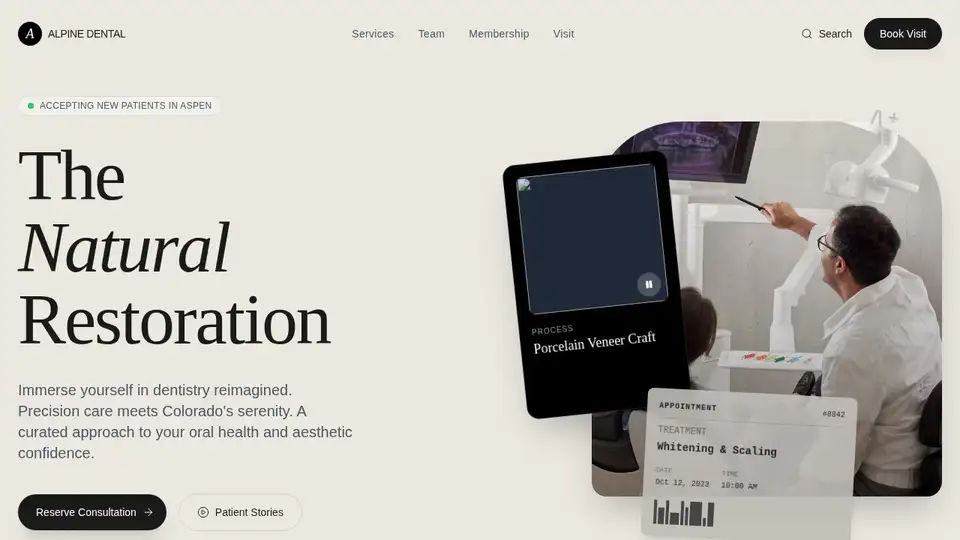 A ALPINE DENTAL
Services Team Membership Visit
Search
Book Visit
ACCEPTING NEW PATIENTS IN ASPEN
The
Natural
Restoration
Immerse yourself in dentistry reimagined.
Precision care meets Colorado's serenity. A
curated approach to your oral health and aesthetic
confidence.
Reserve Consultation
Patient Stories
PROCESS
Porcelain Veneer Craft
APPOINTMENT #8842
TREATMENT
Whitening & Scaling
DATE TIME
Oct 12, 2023 10:00 AM